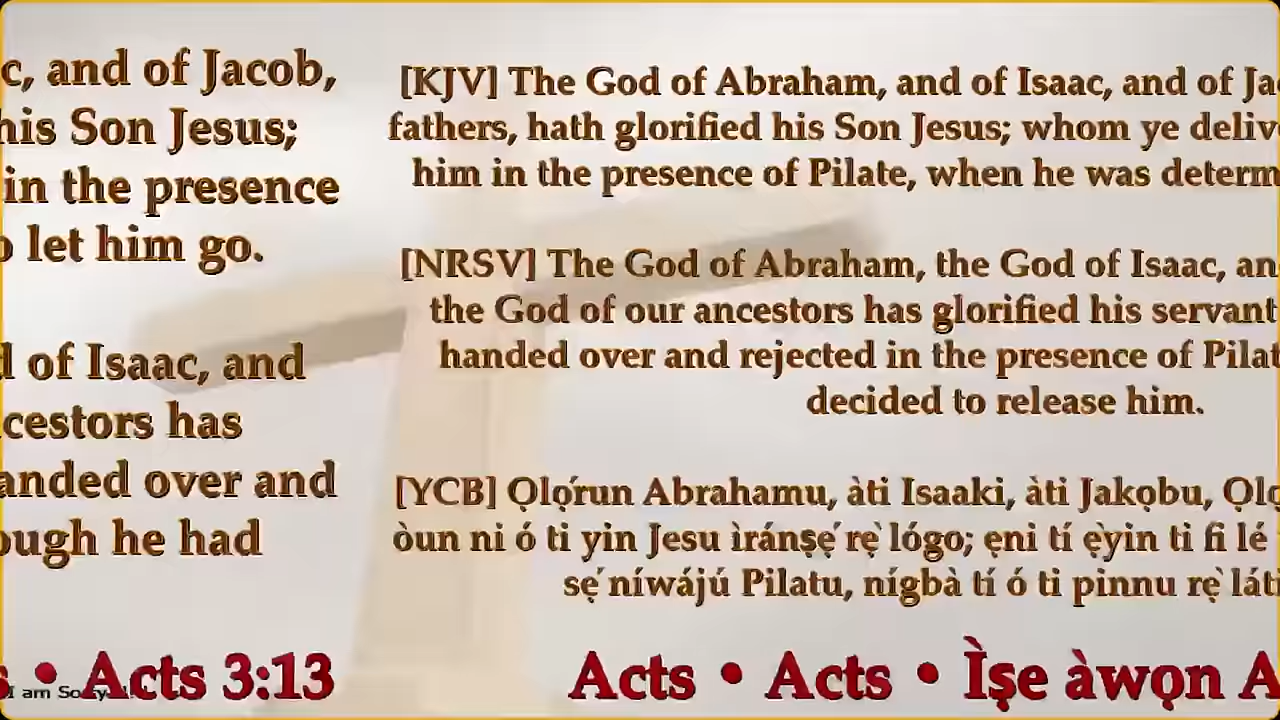 c, and of Jacob,
his Son Jesus;
in the presence
o let him go.
d of Isaac, and
cestors has
anded over and
ough he had
s • Acts 3:13
I am So
[KJV] The God of Abraham, and of Isaac, and of Ja
fathers, hath glorified his Son Jesus; whom ye deliv
him in the presence of Pilate, when he was determ
[NRSV] The God of Abraham, the God of Isaac, an
the God of our ancestors has glorified his servant
handed over and rejected in the presence of Pilat
decided to release him.
[YCB] Ọlọ́run Abrahamu, àti Isaaki, àti Jakọbu, Ọlọ
òun ni ó ti yin Jesu ìránṣẹ́ rẹ̀ lógo; ẹni tí ẹ̀yin ti fi lé
sẹ́ níwájú Pilatu, nígbà tí ó ti pinnu rẹ̀ láti
Acts • Acts • Ìṣe àwọn A